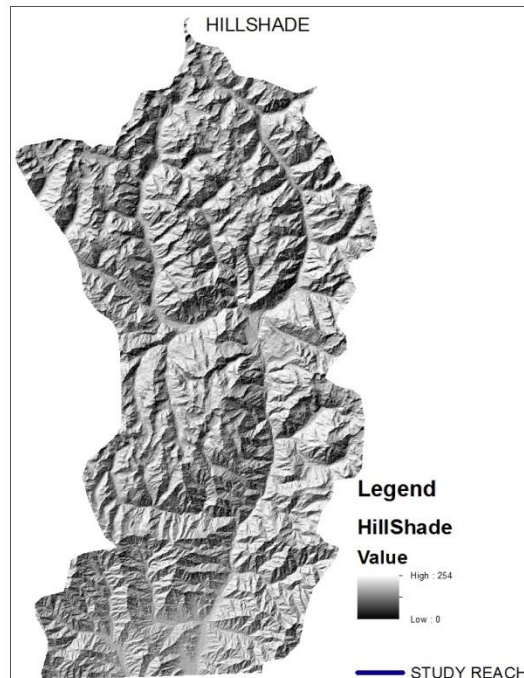 HILLSHADE
Legend
HillShade
Value
High : 254
Low : 0
STUDY REACH